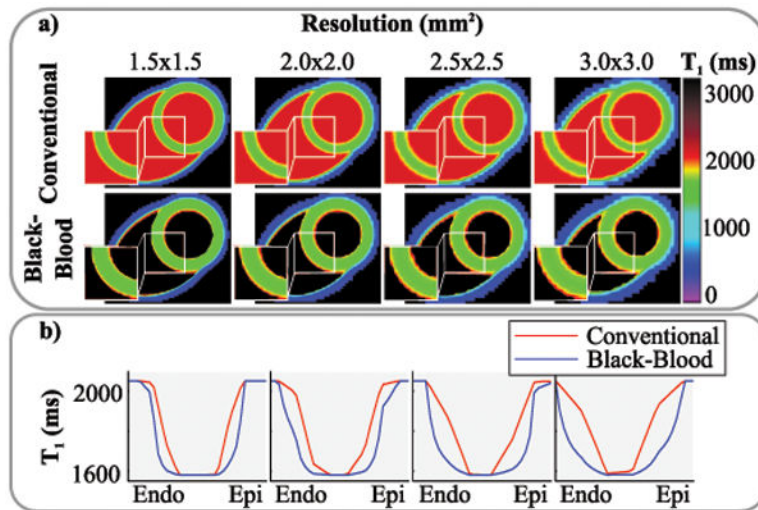 a) Resolution (mm²)
1.5x1.5 2.0x2.0 2.5x2.5 3.0x3.0 T₁ (ms)
Conventional
3000
2000
Black-
Blood
1000
0
b)
Conventional
Black-Blood
T₁ (ms)
2000
1600
Endo Epi Endo Epi Endo Epi Endo Epi